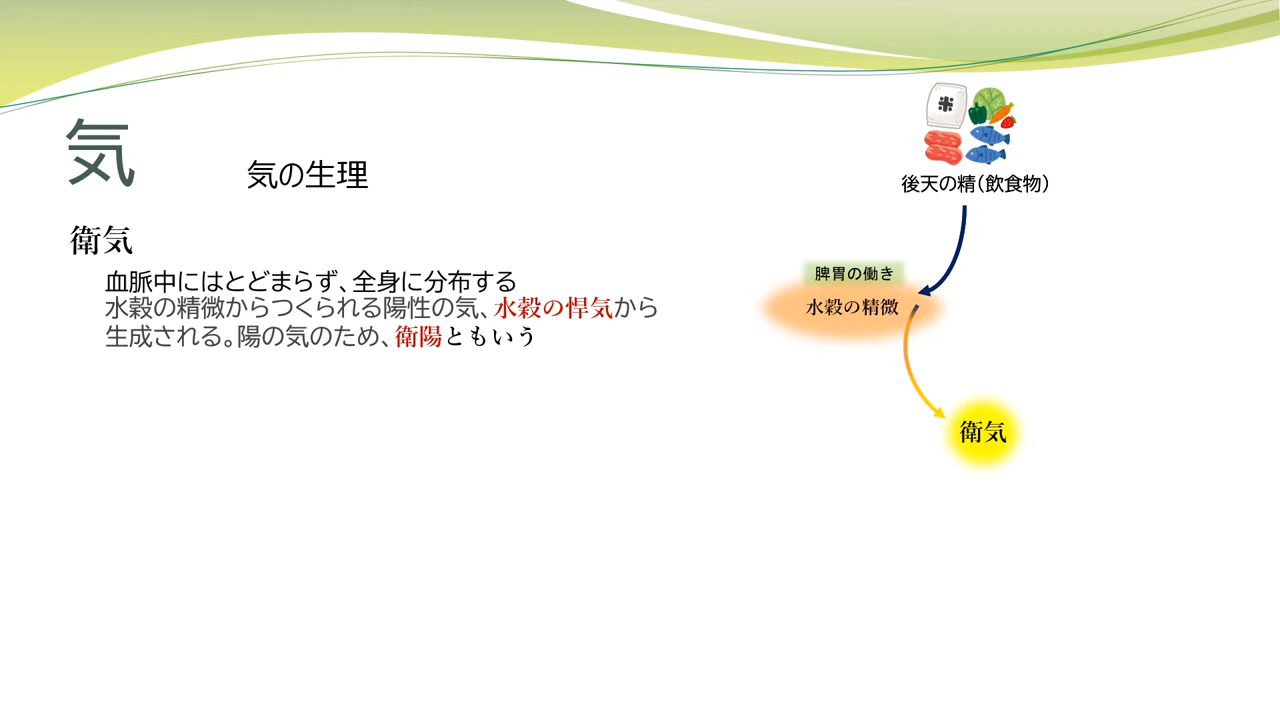 気
気の生理
衛気
血脈中にはとどまらず、全身に分布する
水穀の精微からつくられる陽性の気、水穀の悍気から
生成される。陽の気のため、衛陽ともいう
米
後天の精（飲食物）
脾胃の働き
水穀の精微
衛気